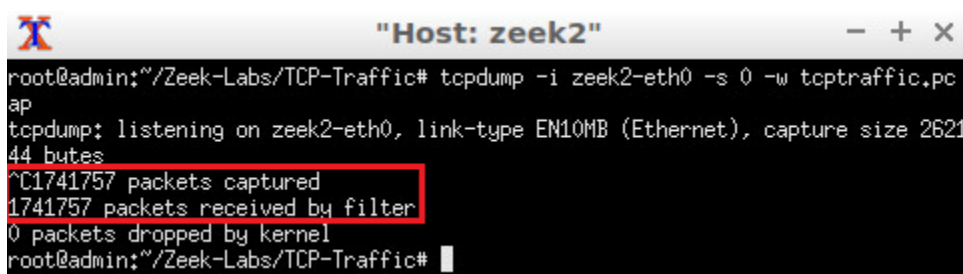 "Host: zeek2"
root@admin:~/Zeek-Labs/TCP-Traffic# tcpdump -i zeek2-eth0 -s 0 -w tcptraffic.pc
ap
tcpdump: listening on zeek2-eth0, link-type EN10MB (Ethernet), capture size 2621
44 bytes
^C1741757 packets captured
1741757 packets received by filter
0 packets dropped by kernel
root@admin:~/Zeek-Labs/TCP-Traffic#